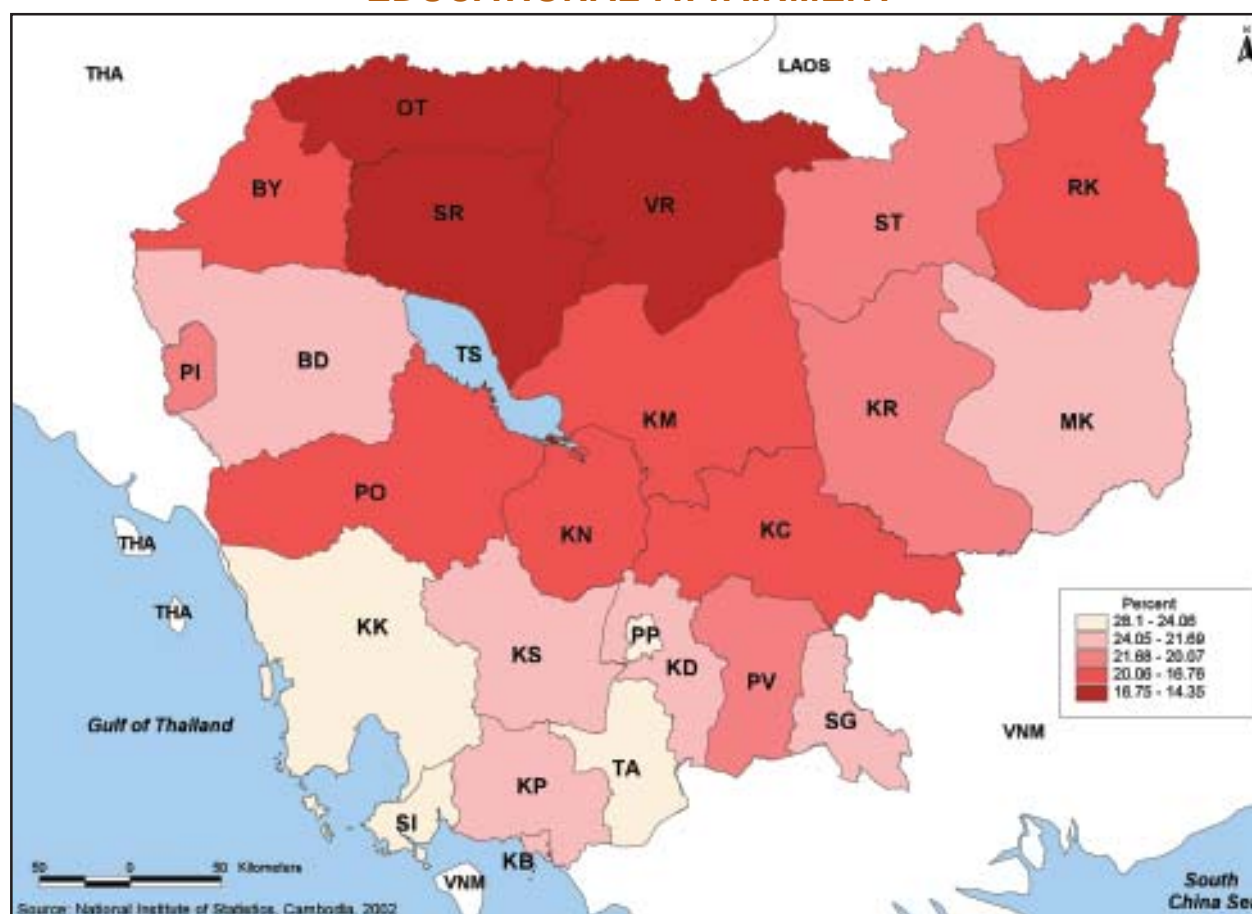 THA
LAOS
OT
BY
SR
VR
ST
RK
TS
PI
BD
KM
KR
MK
PO
KN
KC
THA
THA
KK
KS
PP
KD
PV
SG
Percent
28.1 - 24.06
24.05 - 21.69
21.68 - 20.07
20.06 - 16.76
16.75 - 14.35
Gulf of Thailand
VNM
TA
KP
SI
KB
VNM
50 0 50 Kilometers
South
China Se
Source: National Institute of Statistics, Cambodia, 2002